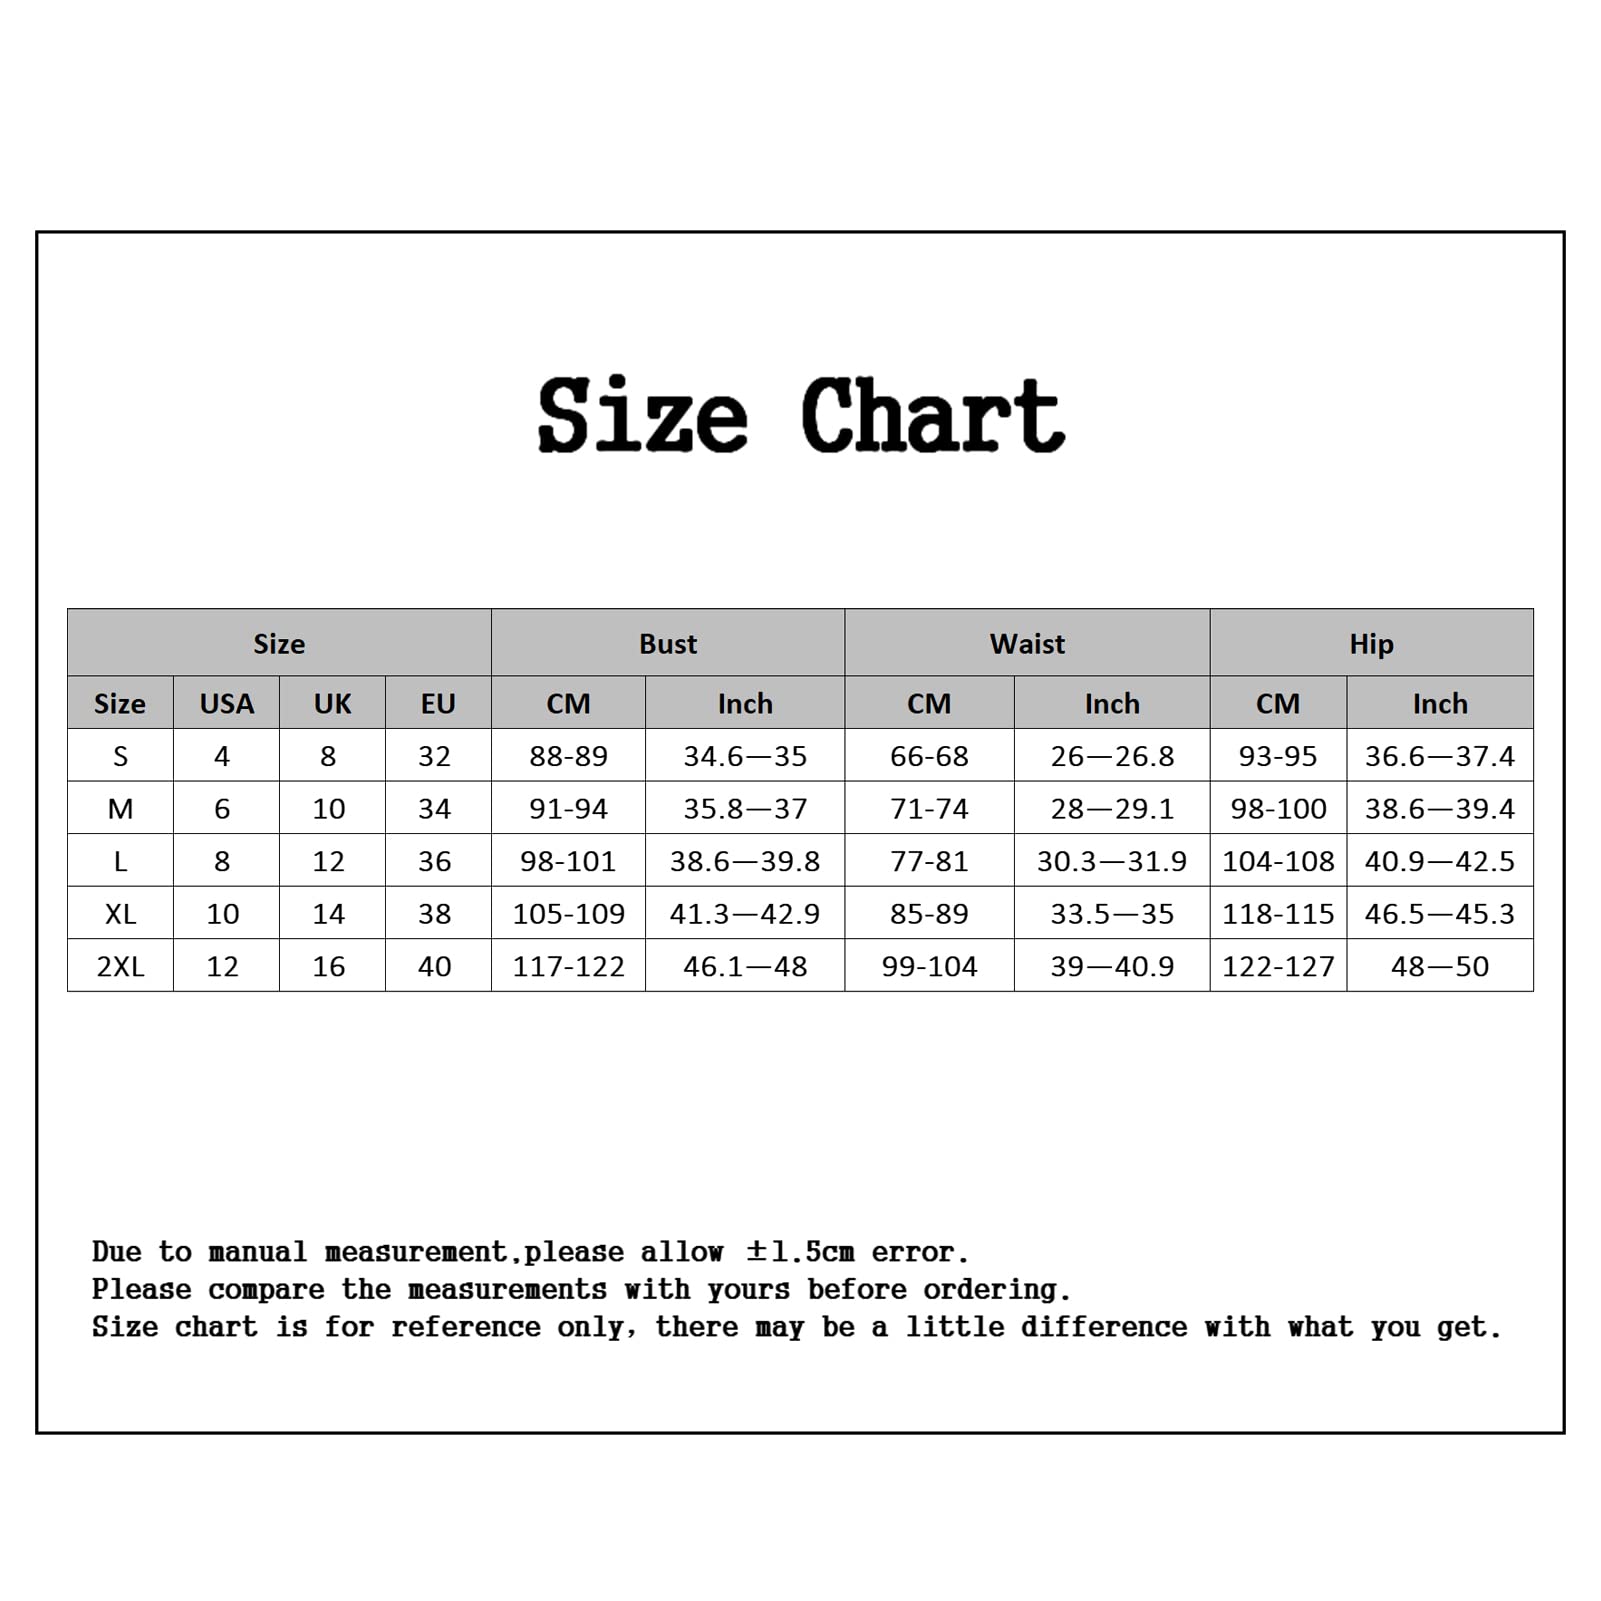 Size Chart
Size Bust Waist Hip
Size USA UK EU CM Inch CM Inch CM Inch
S 4 8 32 88-89 34.6—35 66-68 26—26.8 93-95 36.6—37.4
M 6 10 34 91-94 35.8—37 71-74 28—29.1 98-100 38.6—39.4
L 8 12 36 98-101 38.6—39.8 77-81 30.3—31.9 104-108 40.9—42.5
XL 10 14 38 105-109 41.3—42.9 85-89 33.5—35 118-115 46.5—45.3
2XL 12 16 40 117-122 46.1—48 99-104 39—40.9 122-127 48—50
Due to manual measurement,please allow ±1.5cm error.
Please compare the measurements with yours before ordering.
Size chart is for reference only, there may be a little difference with what you get.